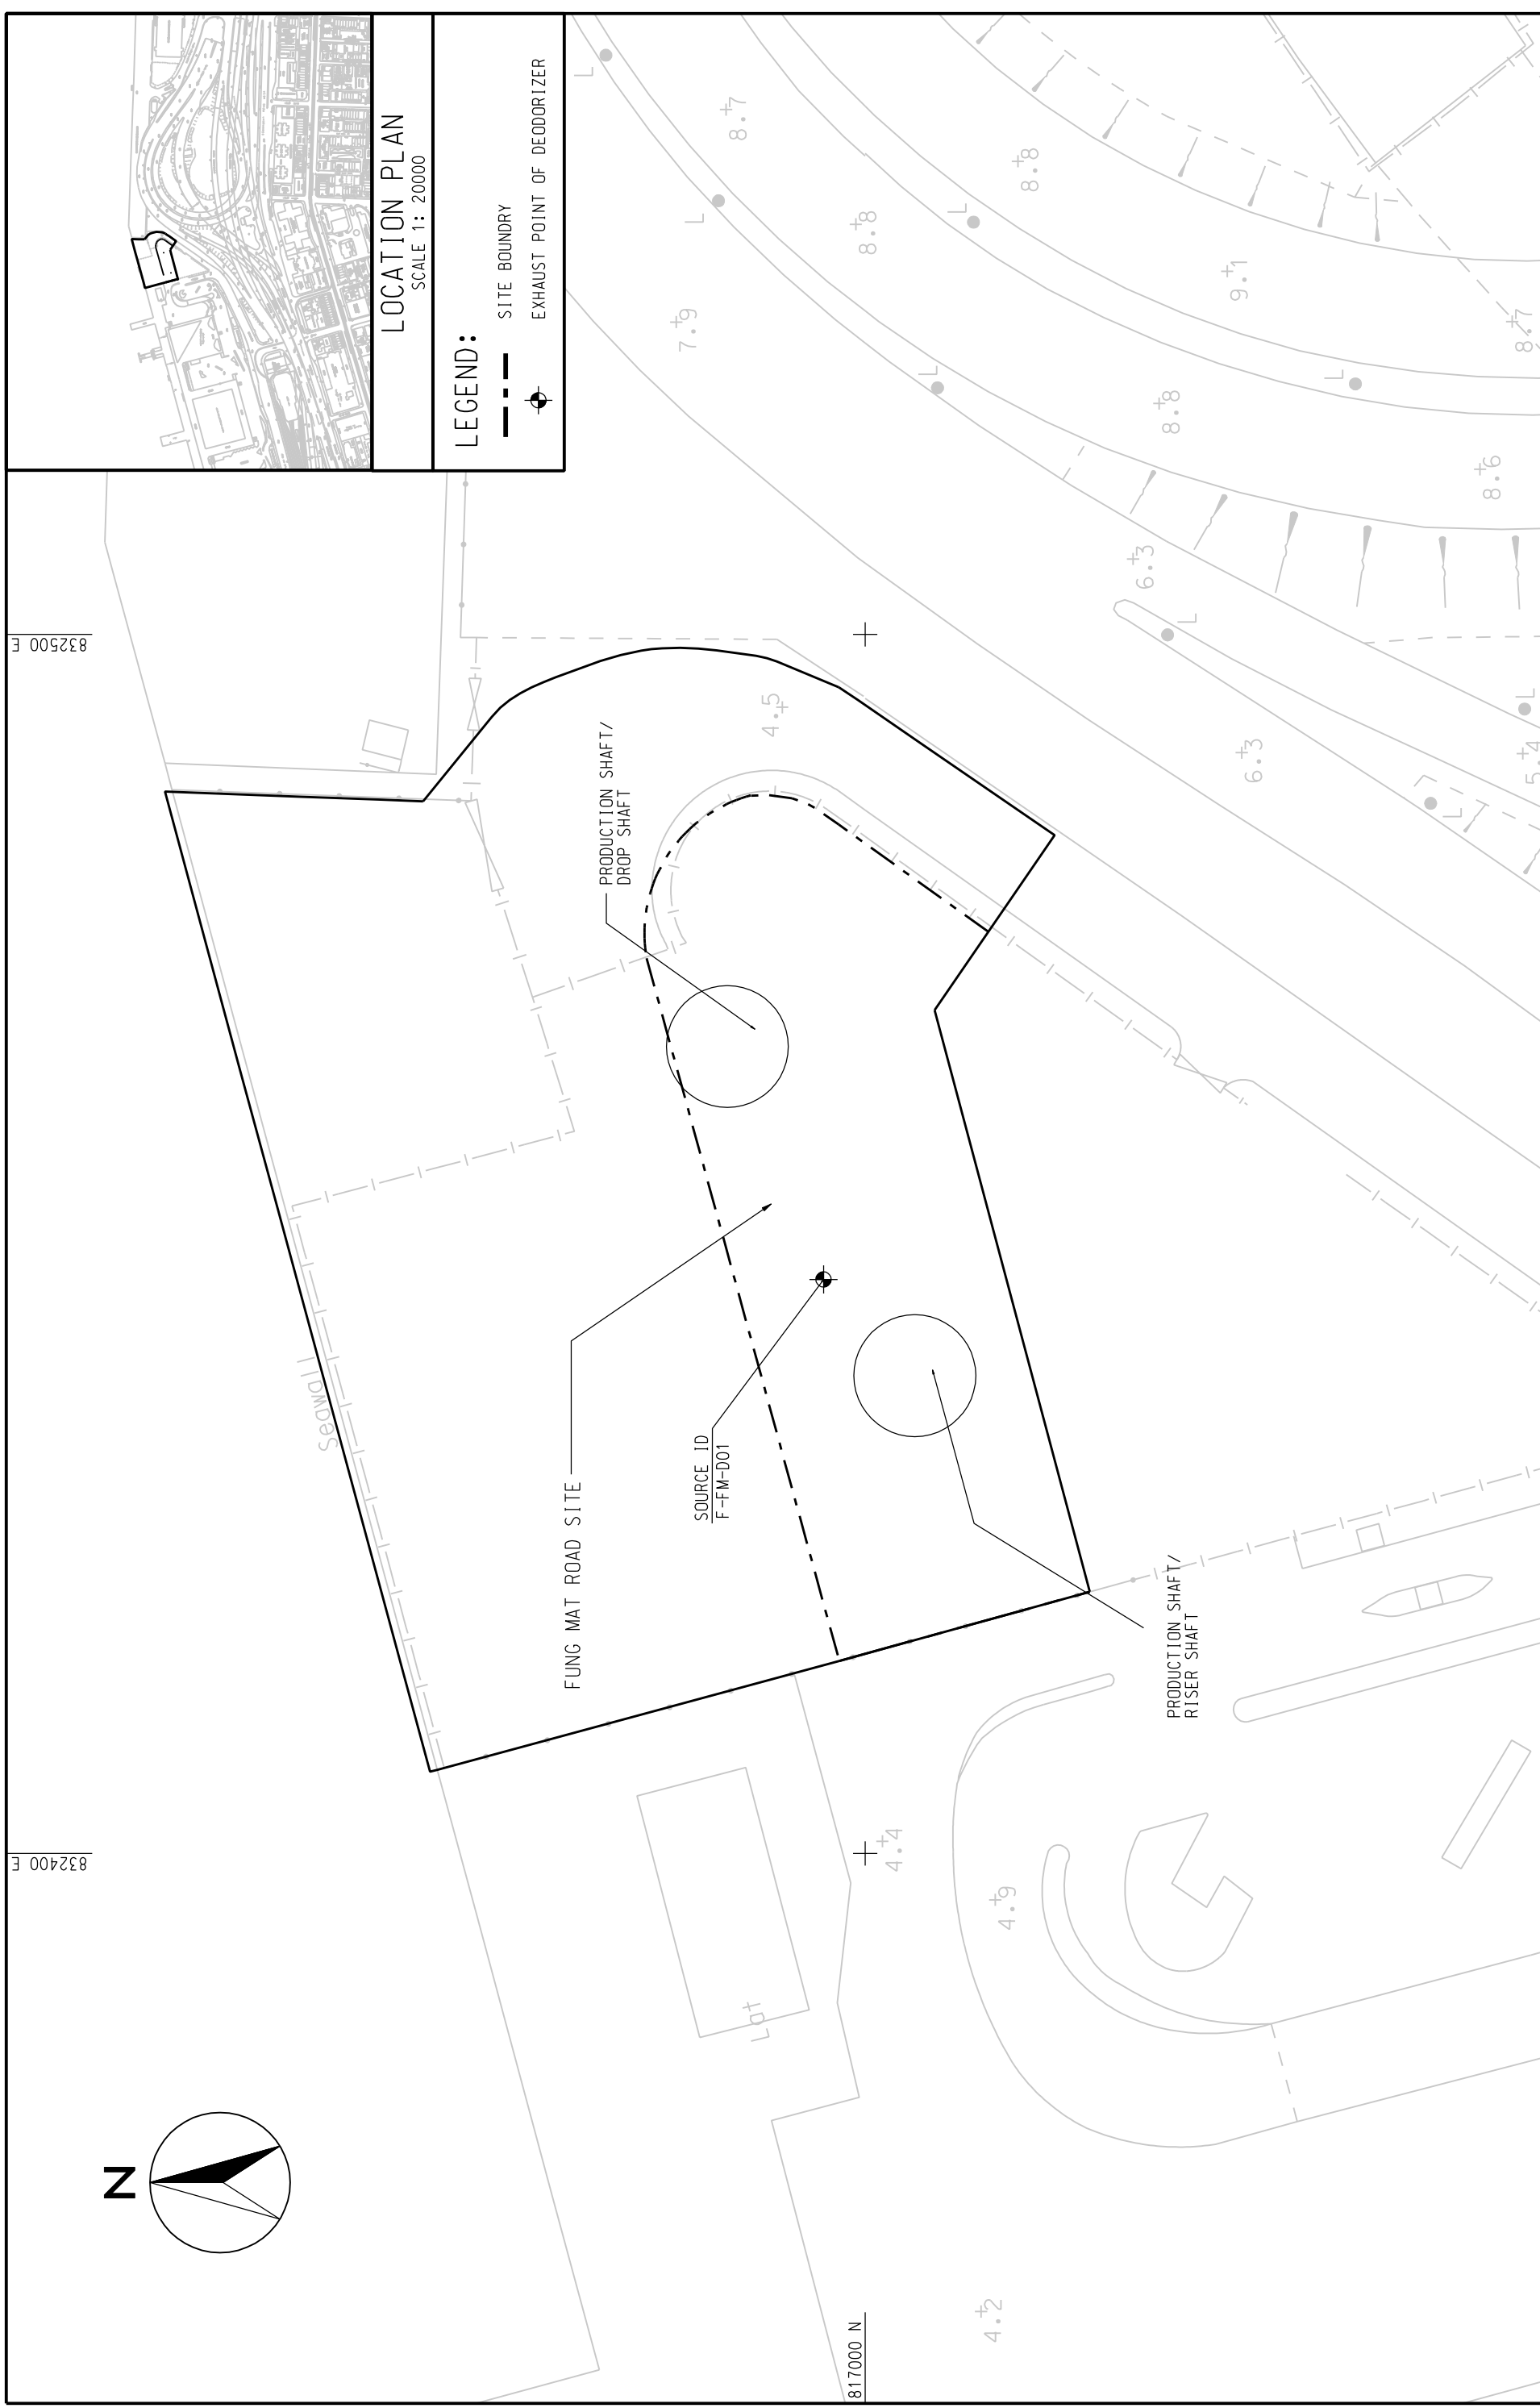 LOCATION PLAN
SCALE 1: 20000
LEGEND:
SITE BOUNDRY
EXHAUST POINT OF DEODORIZER
832500 E
832400 E
817000 N
N
Seawall
FUNG MAT ROAD SITE
PRODUCTION SHAFT/
DROP SHAFT
SOURCE ID
F-FM-D01
PRODUCTION SHAFT/
RISER SHAFT
Lat
L
L
L
L
L
L
L
L
8.7
8.8
8.8
7.9
9.1
8.7
8.8
8.6
6.3
6.3
5.4
4.5
4.4
4.9
4.2